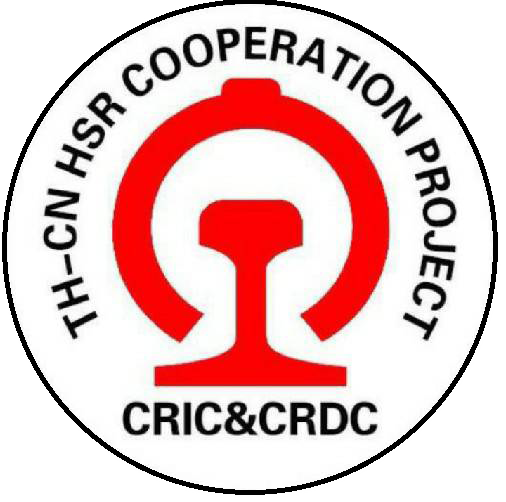 TH-CN HSR COOPERATION PROJECT
CRIC&CRDC